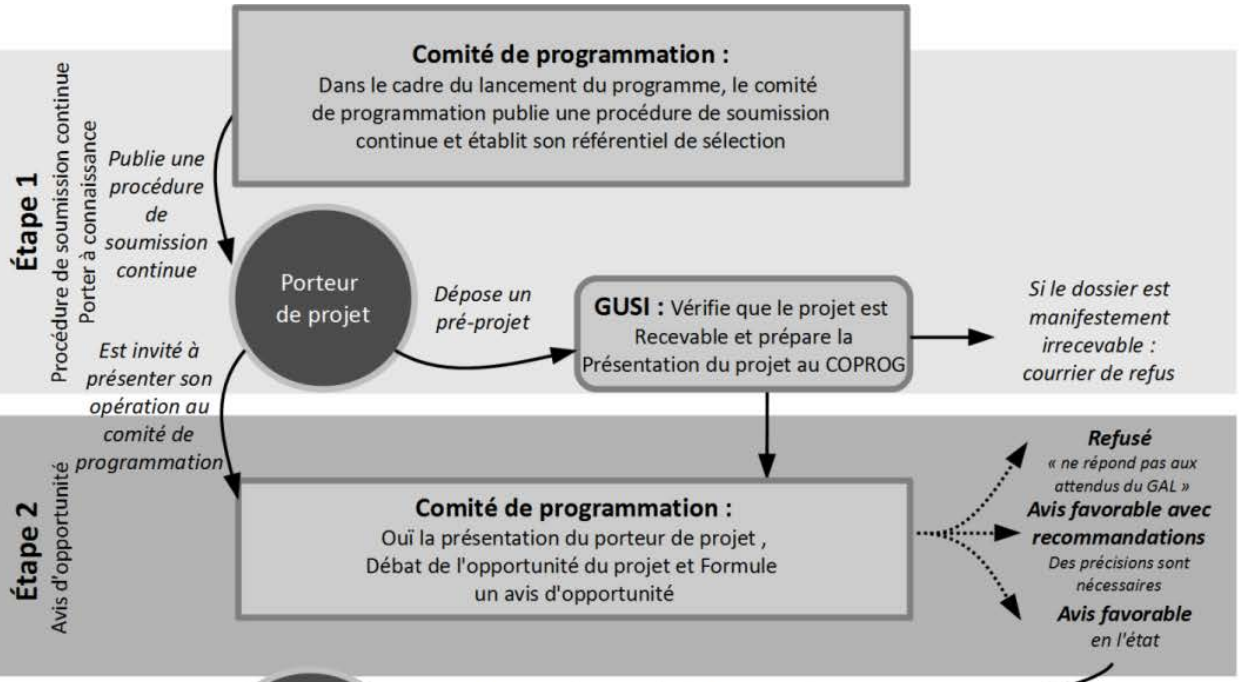 Étape 1
Procédure de soumission continue
Porter à connaissance
Comité de programmation :
Dans le cadre du lancement du programme, le comité
de programmation publie une procédure de soumission
continue et établit son référentiel de sélection
Publie une
procédure
de
soumission
continue
Porteur
de projet
Dépose un
pré-projet
GUSI : Vérifie que le projet est
Recevable et prépare la
Présentation du projet au COPROG
Si le dossier est
manifestement
irrecevable :
courrier de refus
Est invité à
présenter son
opération au
comité de
programmation
Étape 2
Avis d'opportunité
Comité de programmation :
Ouï la présentation du porteur de projet ,
Débat de l'opportunité du projet et Formule
un avis d'opportunité
Refusé
« ne répond pas aux
attendus du GAL »
Avis favorable avec
recommandations
Des précisions sont
nécessaires
Avis favorable
en l'état